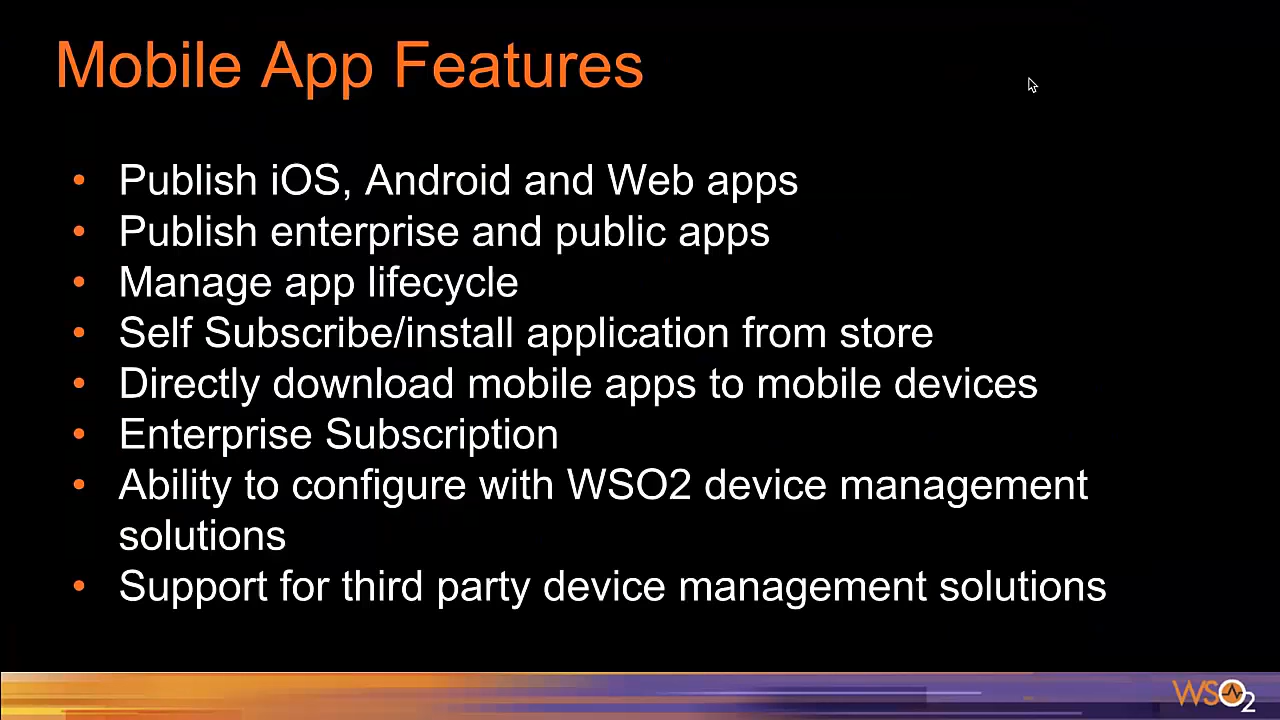 Mobile App Features
• Publish iOS, Android and Web apps
• Publish enterprise and public apps
• Manage app lifecycle
• Self Subscribe/install application from store
• Directly download mobile apps to mobile devices
• Enterprise Subscription
• Ability to configure with WSO2 device management
solutions
• Support for third party device management solutions
WSO2